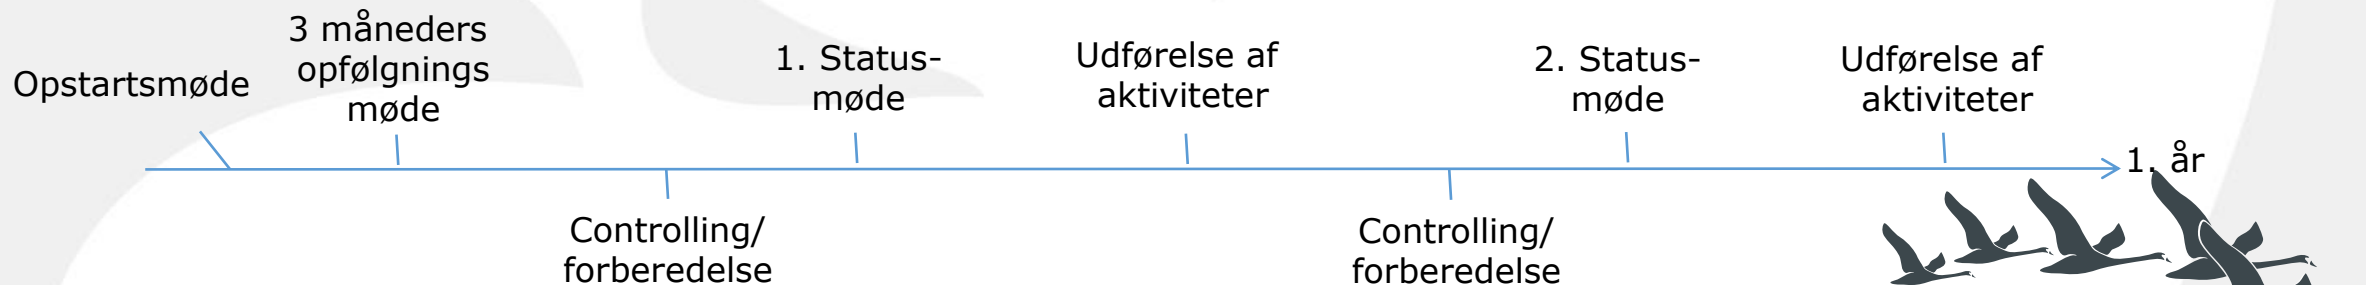 Opstartsmøde
3 måneders
opfølgnings
møde
1. Status-
møde
Udførelse af
aktiviteter
2. Status-
møde
Udførelse af
aktiviteter
1. år
Controlling/
forberedelse
Controlling/
forberedelse